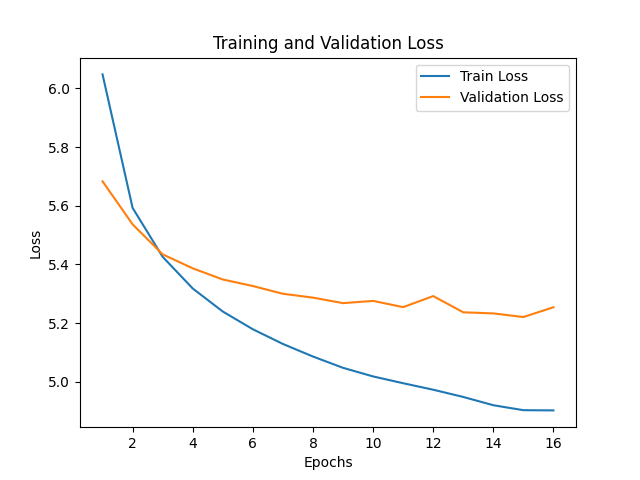 Training and Validation Loss
Train Loss
Validation Loss
6.0
5.8
5.6
5.4
5.2
5.0
Loss
2 4 6 8 10 12 14 16
Epochs